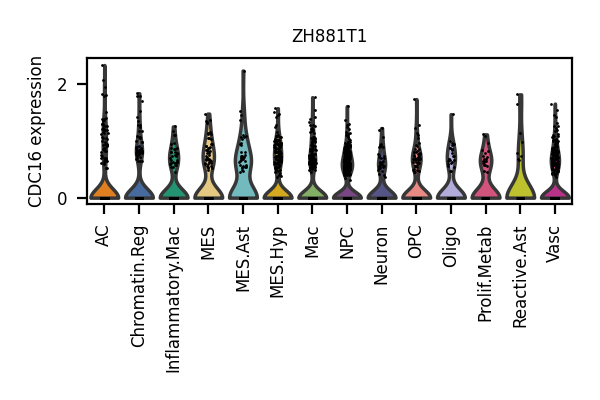 ZH881T1
CDC16 expression
2
0
AC
Chromatin.Reg
Inflammatory.Mac
MES
MES.Ast
MES.Hyp
Mac
NPC
Neuron
OPC
Oligo
Prolif.Metab
Reactive.Ast
Vasc